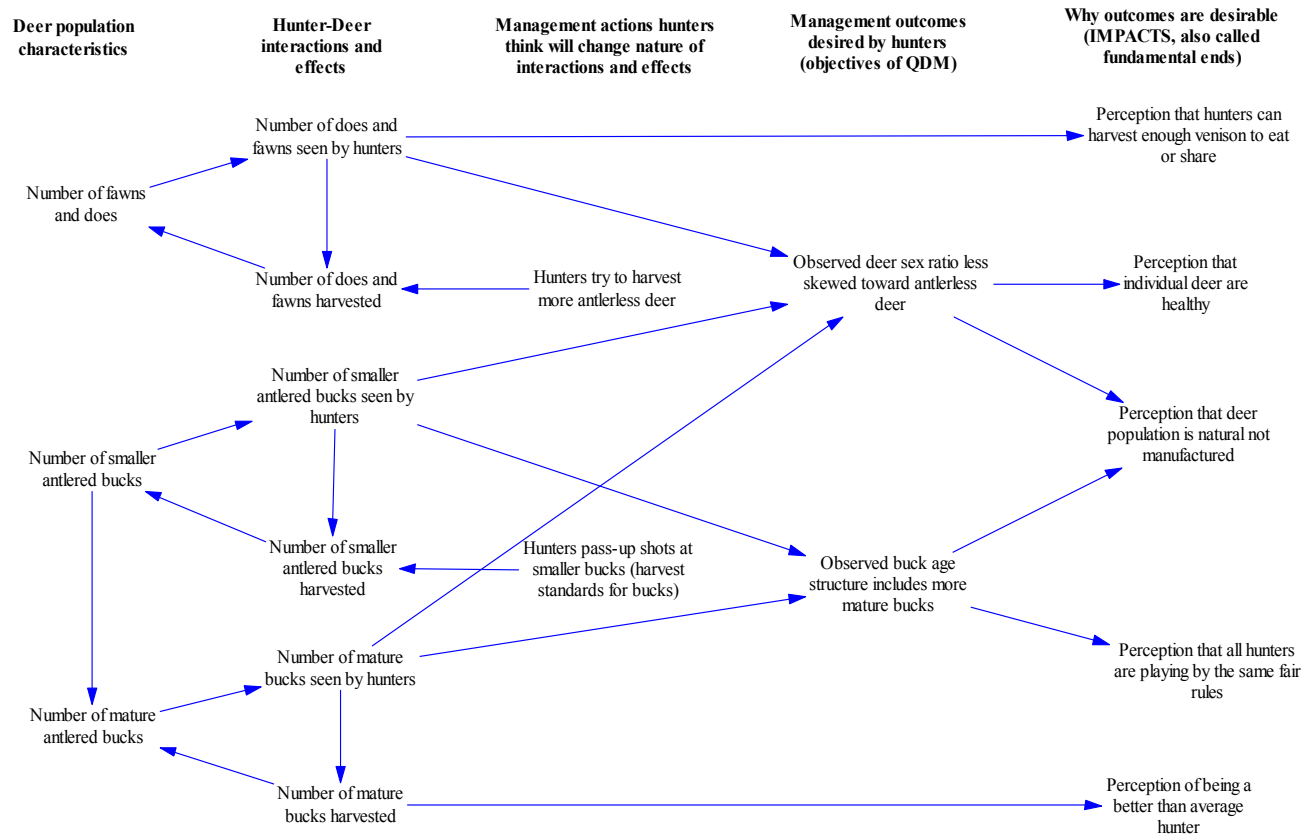 Deer population
characteristics
Hunter-Deer
interactions and
effects
Management actions hunters
think will change nature of
interactions and effects
Management outcomes
desired by hunters
(objectives of QDM)
Why outcomes are desirable
(IMPACTS, also called
fundamental ends)
Number of does and
fawns seen by hunters
Perception that hunters can
harvest enough venison to eat
or share
Number of fawns
and does
Number of does and
fawns harvested
Hunters try to harvest
more antlerless deer
Observed deer sex ratio less
skewed toward antlerless
deer
Perception that
individual deer are
healthy
Number of smaller
antlered bucks seen by
hunters
Perception that deer
population is natural not
manufactured
Number of smaller
antlered bucks
Number of smaller
antlered bucks
harvested
Hunters pass-up shots at
smaller bucks (harvest
standards for bucks)
Observed buck age
structure includes more
mature bucks
Number of mature
bucks seen by hunters
Perception that all hunters
are playing by the same fair
rules
Number of mature
antlered bucks
Number of mature
bucks harvested
Perception of being a
better than average
hunter